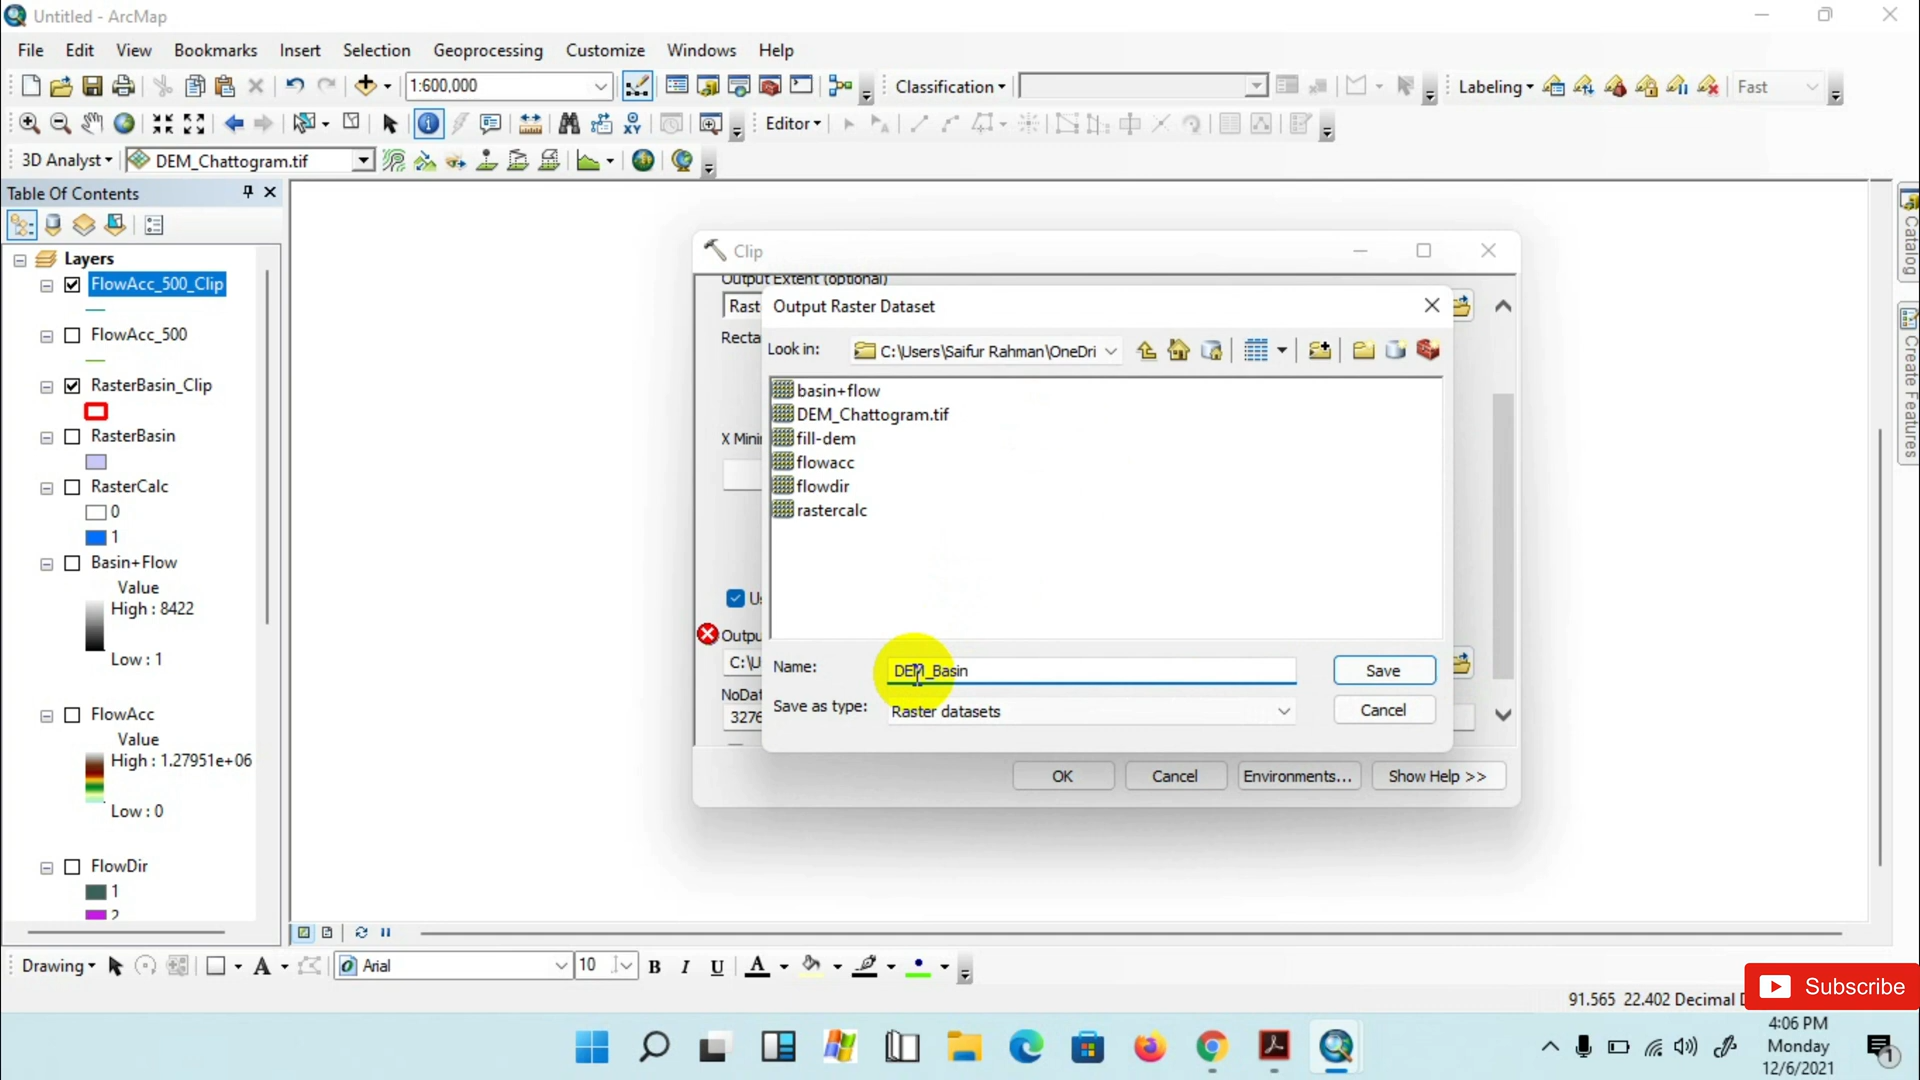 Untitled - ArcMap
File Edit View Bookmarks Insert Selection Geoprocessing Customize Windows Help
1:600,000 Classification Labeling Fast
Editor
3D Analyst DEM_Chattogram.tif
Table Of Contents
Layers
FlowAcc_500_Clip
FlowAcc_500
RasterBasin_Clip
RasterBasin
RasterCalc
0
1
Basin+Flow
Value
High : 8422
Low : 1
FlowAcc
Value
High : 1.27951e+06
Low : 0
FlowDir
1
2
Clip
Output Extent (optional)
Rast
Recta
X Mini
Outpu
C:\U
NoDat
3276
Output Raster Dataset
Look in: C:\Users\Saifur Rahman\OneDri
basin+flow
DEM_Chattogram.tif
fill-dem
flowacc
flowdir
rastercalc
Name: DEM_Basin Save
Save as type: Raster datasets Cancel
OK Cancel Environments... Show Help >>
Catalog
Create Features
Drawing Arial 10 B I U A
Subscribe
91.565 22.402 Decimal D
4:06 PM
Monday
12/6/2021
1